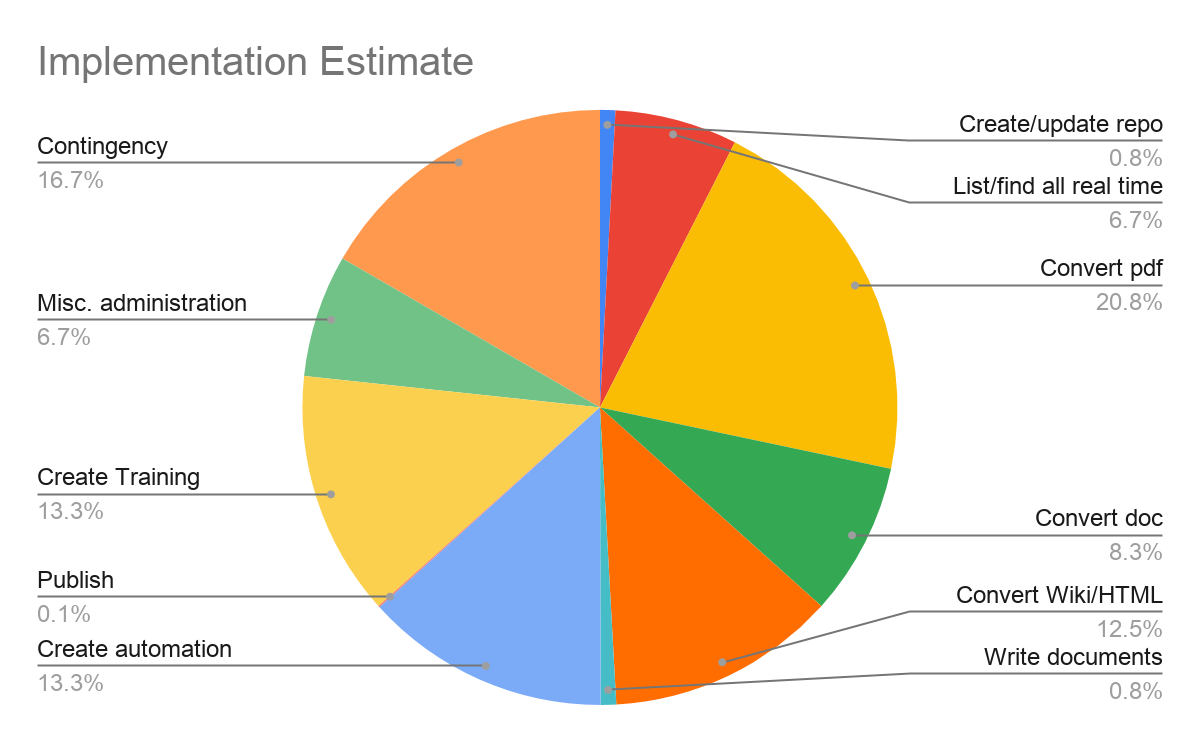 Implementation Estimate
Contingency
16.7%
Misc. administration
6.7%
Create Training
13.3%
Publish
0.1%
Create automation
13.3%
Create/update repo
0.8%
List/find all real time
6.7%
Convert pdf
20.8%
Convert doc
8.3%
Convert Wiki/HTML
12.5%
Write documents
0.8%